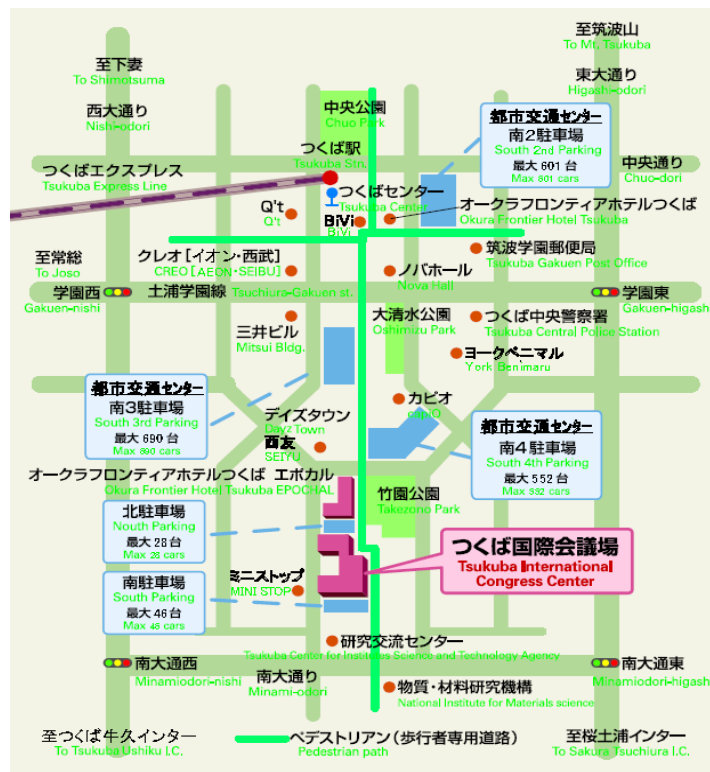 至筑波山
To Mt. Tsukuba
至下妻
To Shimotsuma
東大通り
Higashi-odori
西大通り
Nishi-odori
中央公園
Chuo Park
都市交通センター
南2駐車場
South 2nd Parking
最大 601 台
Max 601 cars
つくば駅
Tsukuba Stn.
中央通り
Chuo-dori
つくばエクスプレス
Tsukuba Express Line
つくばセンター
Tsukuba Center
Q't
Q't
BiVi
BiVi
オークラフロンティアホテルつくば
Okura Frontier Hotel Tsukuba
至常総
To Joso
クレオ[イオン・西武]
CREO [AEON・SEIBU]
ノバホール
Nova Hall
筑波学園郵便局
Tsukuba Gakuen Post Office
学園西
Gakuen-nishi
土浦学園線
Tsuchiura-Gakuen st.
学園東
Gakuen-higash
三井ビル
Mitsui Bldg.
大清水公園
Oshimizu Park
つくば中央警察署
Tsukuba Central Police Station
ヨークベニマル
York Benimaru
都市交通センター
南3駐車場
South 3rd Parking
最大 690 台
Max 690 cars
カピオ
capiO
デイズタウン
Dayz Town
西友
SEIYU
都市交通センター
南4駐車場
South 4th Parking
最大 552 台
Max 552 cars
オークラフロンティアホテルつくば エポカル
Okura Frontier Hotel Tsukuba EPOCHAL
竹園公園
Takezono Park
北駐車場
Nouth Parking
最大 28 台
Max 28 cars
つくば国際会議場
Tsukuba International
Congress Center
南駐車場
South Parking
最大 46 台
Max 46 cars
ミニストップ
MINI STOP
研究交流センター
Tsukuba Center for Institutes Science and Technology Agency
南大通西
Minamiodori-nishi
南大通り
Minami-odori
南大通東
Minamiodori-higash
物質・材料研究機構
National Institute for Materials science
至つくば牛久インター
To Tsukuba Ushiku I.C.
ペデストリアン(歩行者専用道路)
Pedestrian path
至桜土浦インター
To Sakura Tsuchiura I.C.